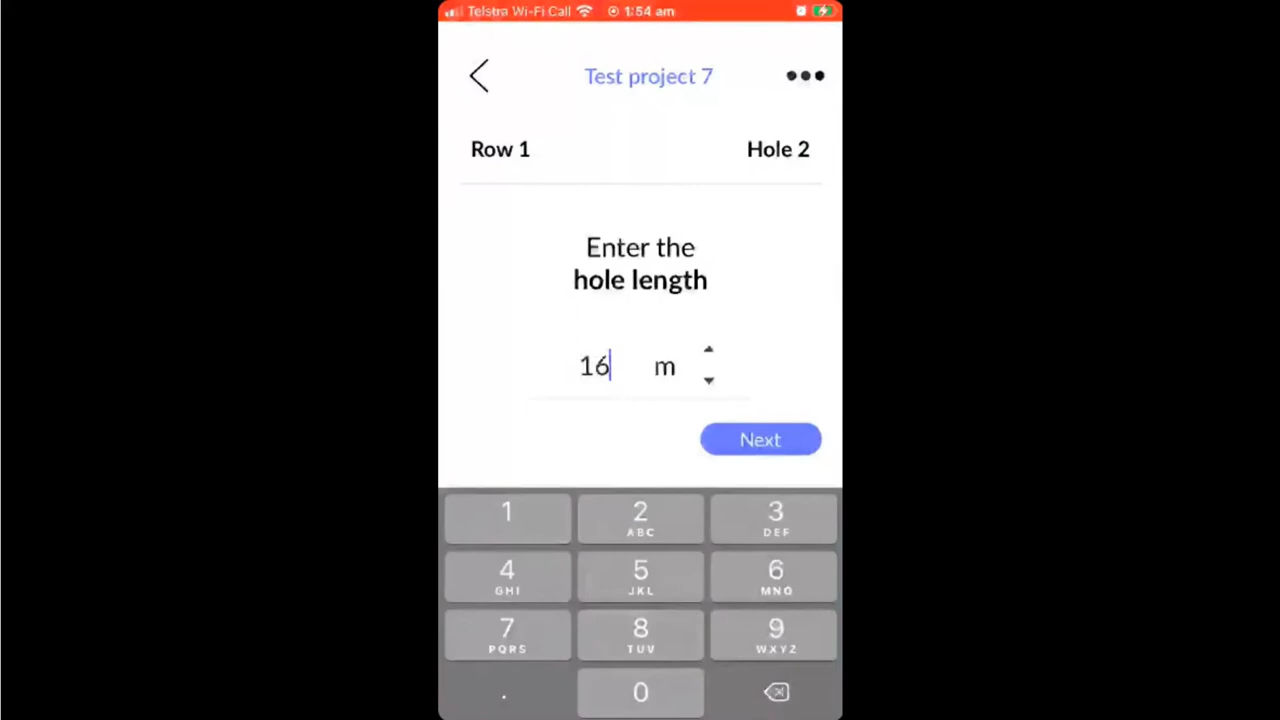 Telstra Wi-Fi Call 1:54 am
Test project 7
Row 1 Hole 2
Enter the
hole length
16 m
Next
1 2 3
ABC DEF
4 5 6
GHI JKL MNO
7 8 9
PQRS TUV WXYZ
. 0